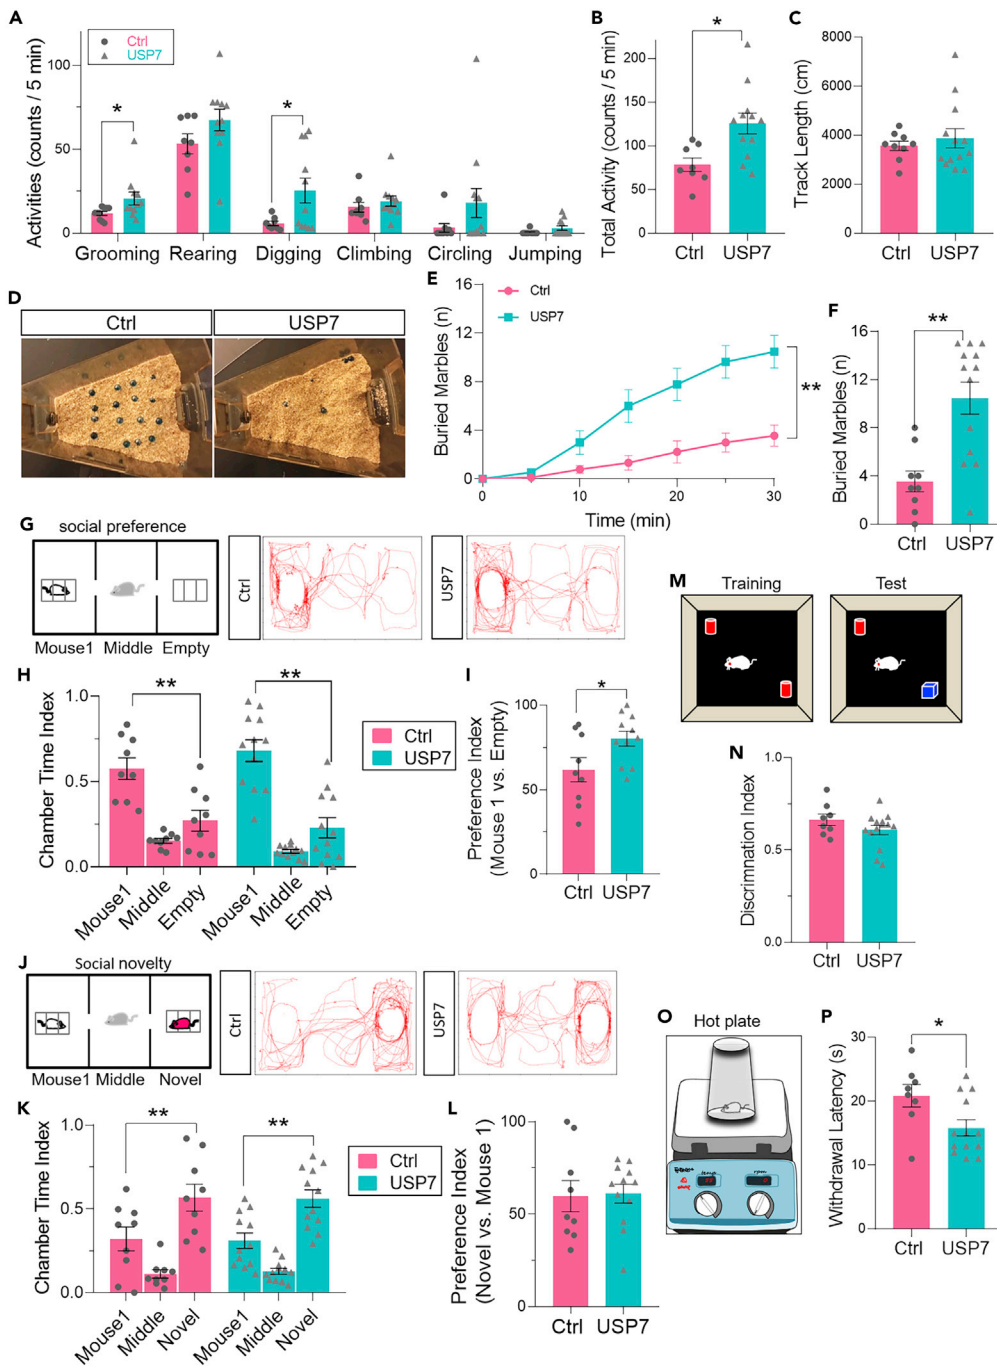 A
Activities (counts / 5 min)
100
50
0
Ctrl
USP7
*
*
Grooming Rearing Digging Climbing Circling Jumping
B
Total Activity (counts / 5 min)
200
150
100
50
0
*
Ctrl USP7
C
Track Length (cm)
8000
6000
4000
2000
0
Ctrl USP7
D
Ctrl USP7
E
Buried Marbles (n)
16
12
8
4
0
Ctrl
USP7
**
0 10 20 30
Time (min)
F
Buried Marbles (n)
16
12
8
4
0
**
Ctrl USP7
G
social preference
Mouse1 Middle Empty
Ctrl
USP7
H
Chamber Time Index
1.0
0.5
0.0
**
**
Ctrl
USP7
Mouse1 Middle Empty Mouse1 Middle Empty
I
Preference Index
(Mouse 1 vs. Empty)
100
50
0
*
Ctrl USP7
J
Social novelty
Mouse1 Middle Novel
Ctrl
USP7
K
Chamber Time Index
1.0
0.5
0.0
**
**
Ctrl
USP7
Mouse1 Middle Novel Mouse1 Middle Novel
L
Preference Index
(Novel vs. Mouse 1)
100
50
0
Ctrl USP7
M
Training Test
N
Discrimnation Index
1.0
0.5
0.0
Ctrl USP7
O
Hot plate
temp
rpm
P
Withdrawal Latency (s)
30
20
10
0
*
Ctrl USP7